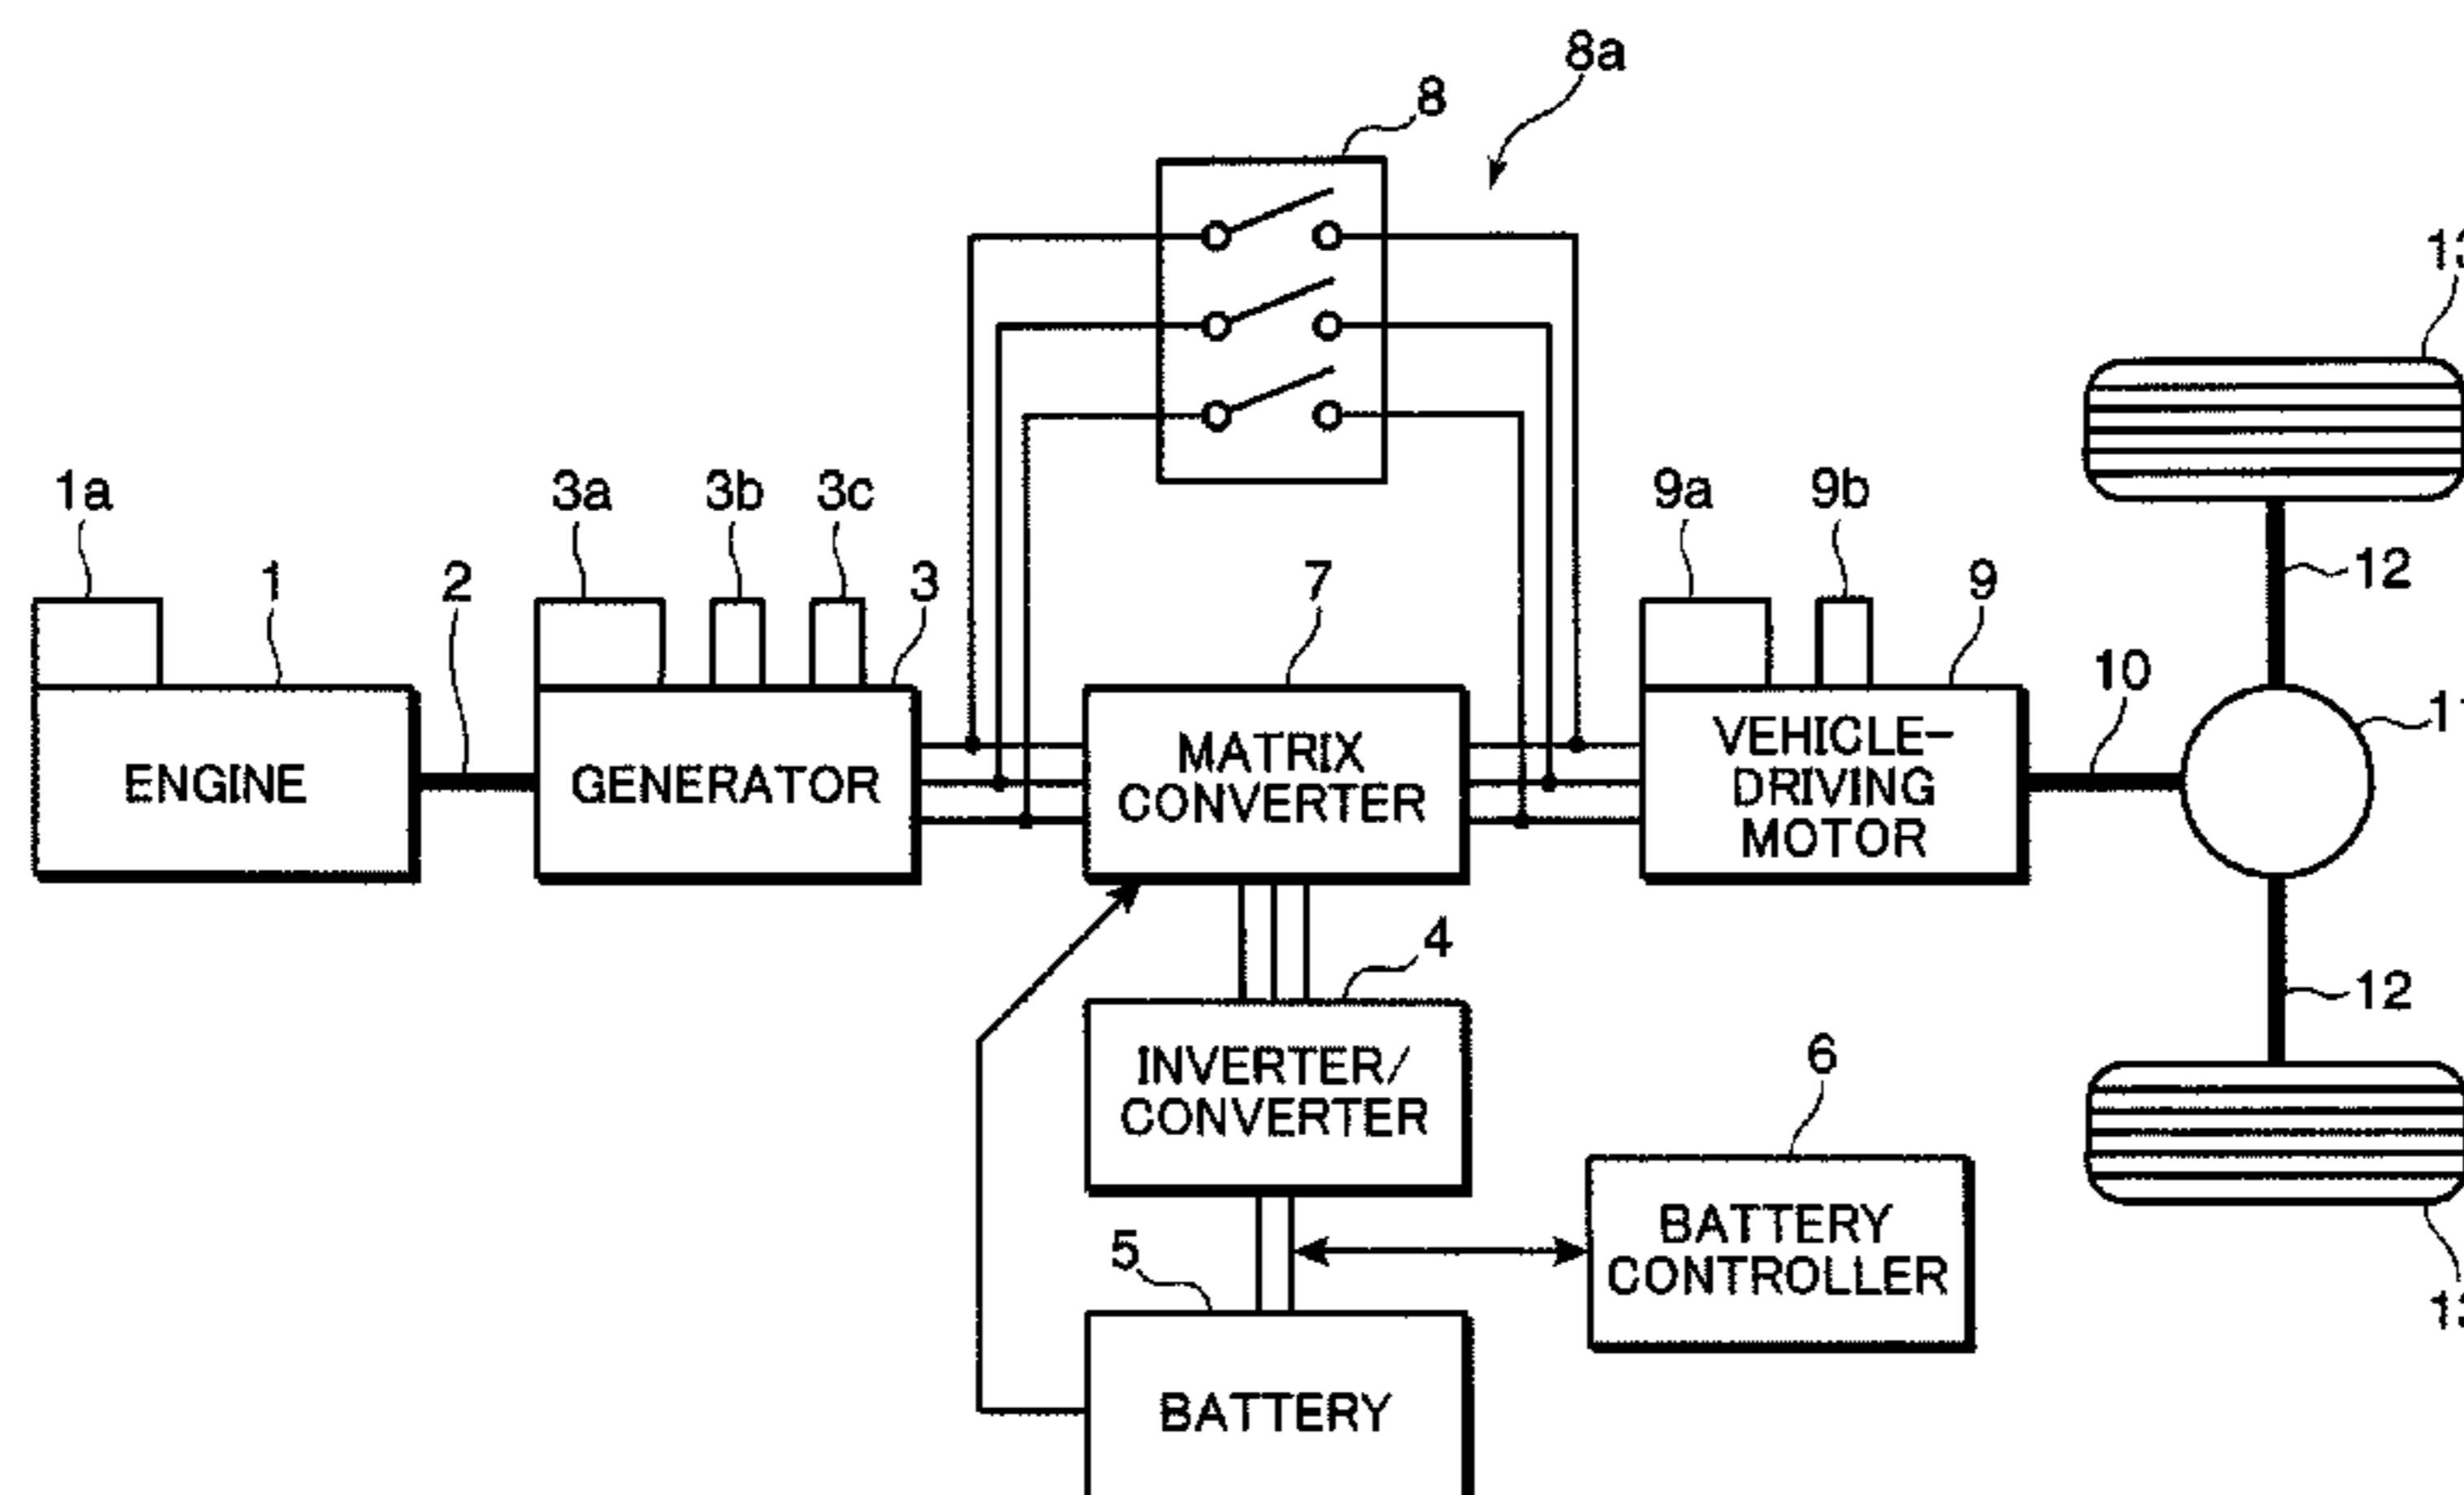 8a
8
1a
3a
3b
3c
9a
9b
12
1
2
3
7
9
10
ENGINE
GENERATOR
MATRIX
CONVERTER
VEHICLE-
DRIVING
MOTOR
4
12
INVERTER/
CONVERTER
6
5
BATTERY
CONTROLLER
BATTERY